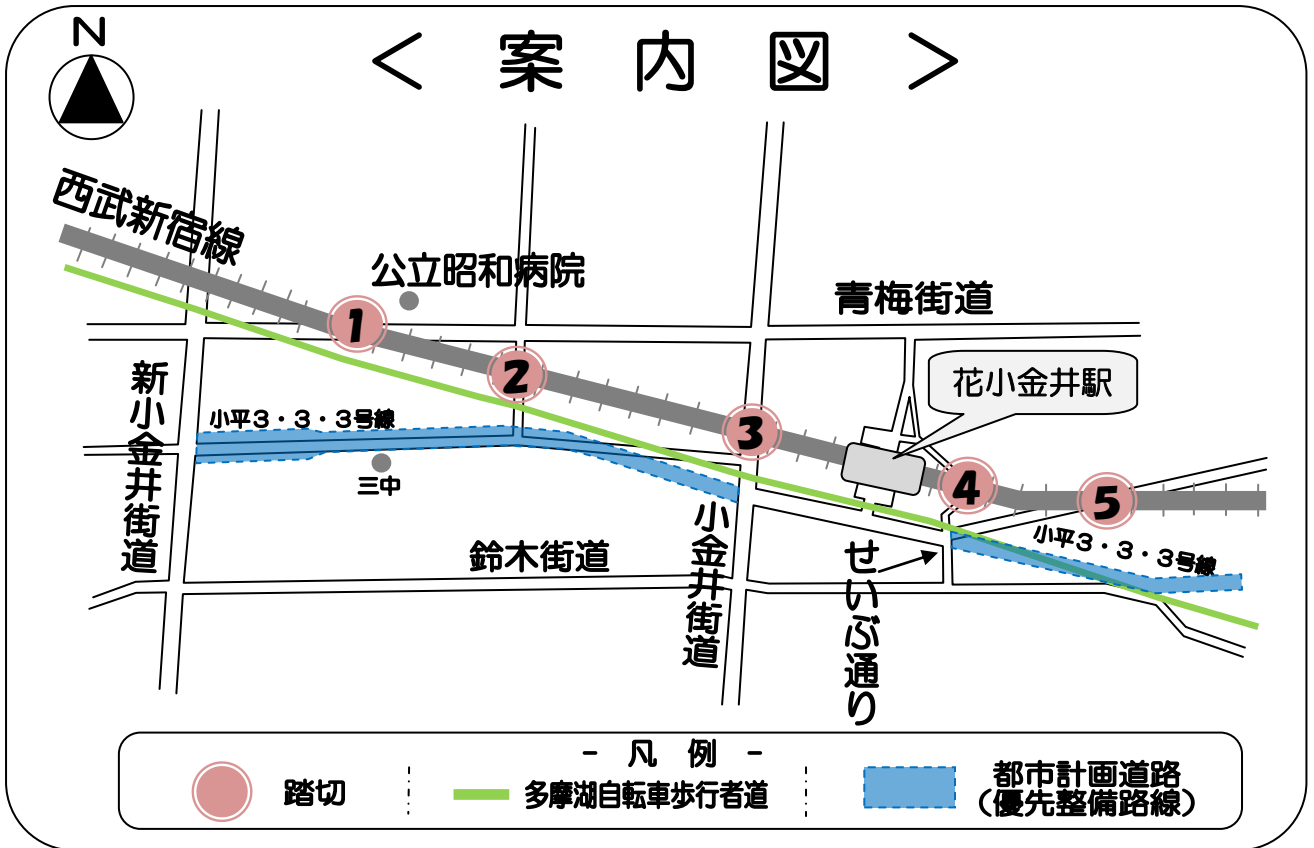 N
＜ 案 内 図 ＞
西武新宿線
公立昭和病院
青梅街道
1
2
3
4
5
花小金井駅
新小金井街道
小平３・３・３号線
三中
小金井街道
鈴木街道
せいぶ通り
小平３・３・３号線
－ 凡 例 －
踏切
多摩湖自転車歩行者道
都市計画道路
（優先整備路線）